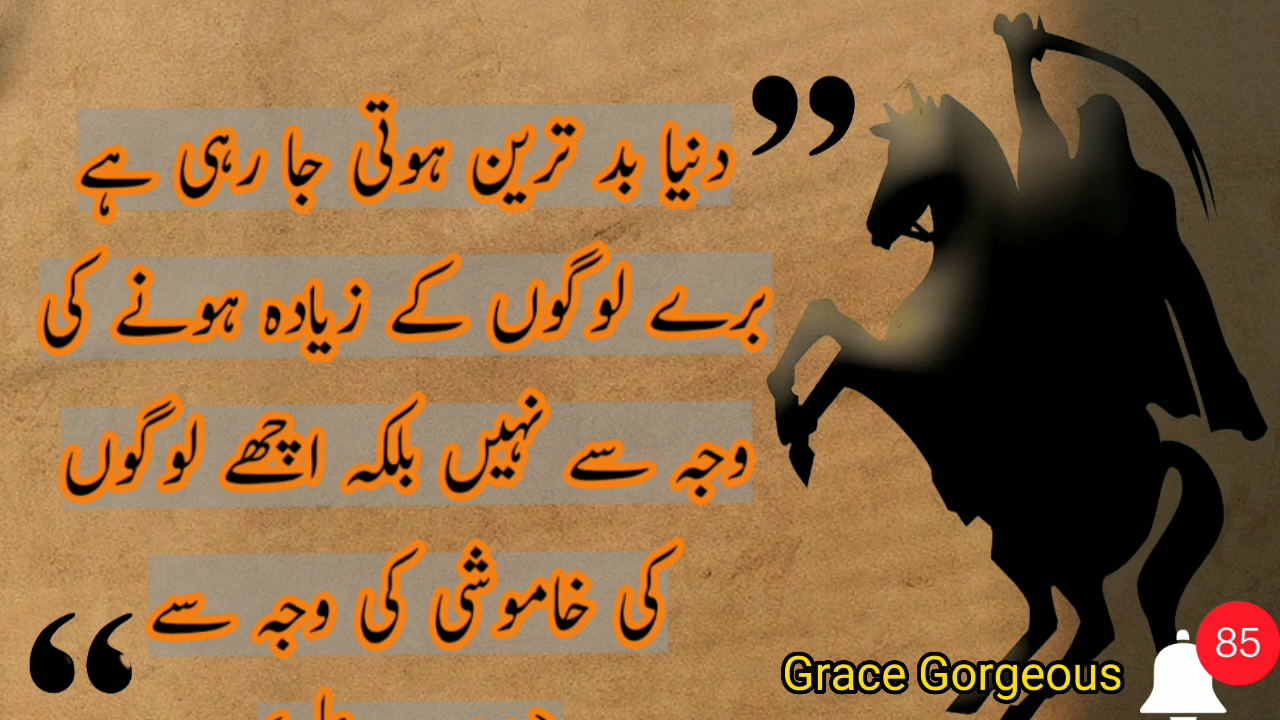 ”
دنیا بد ترین ہوتی جا رہی ہے
برے لوگوں کے زیادہ ہونے کی
وجہ سے نہیں بلکہ اچھے لوگوں
کی خاموشی کی وجہ سے
“
Grace Gorgeous
85